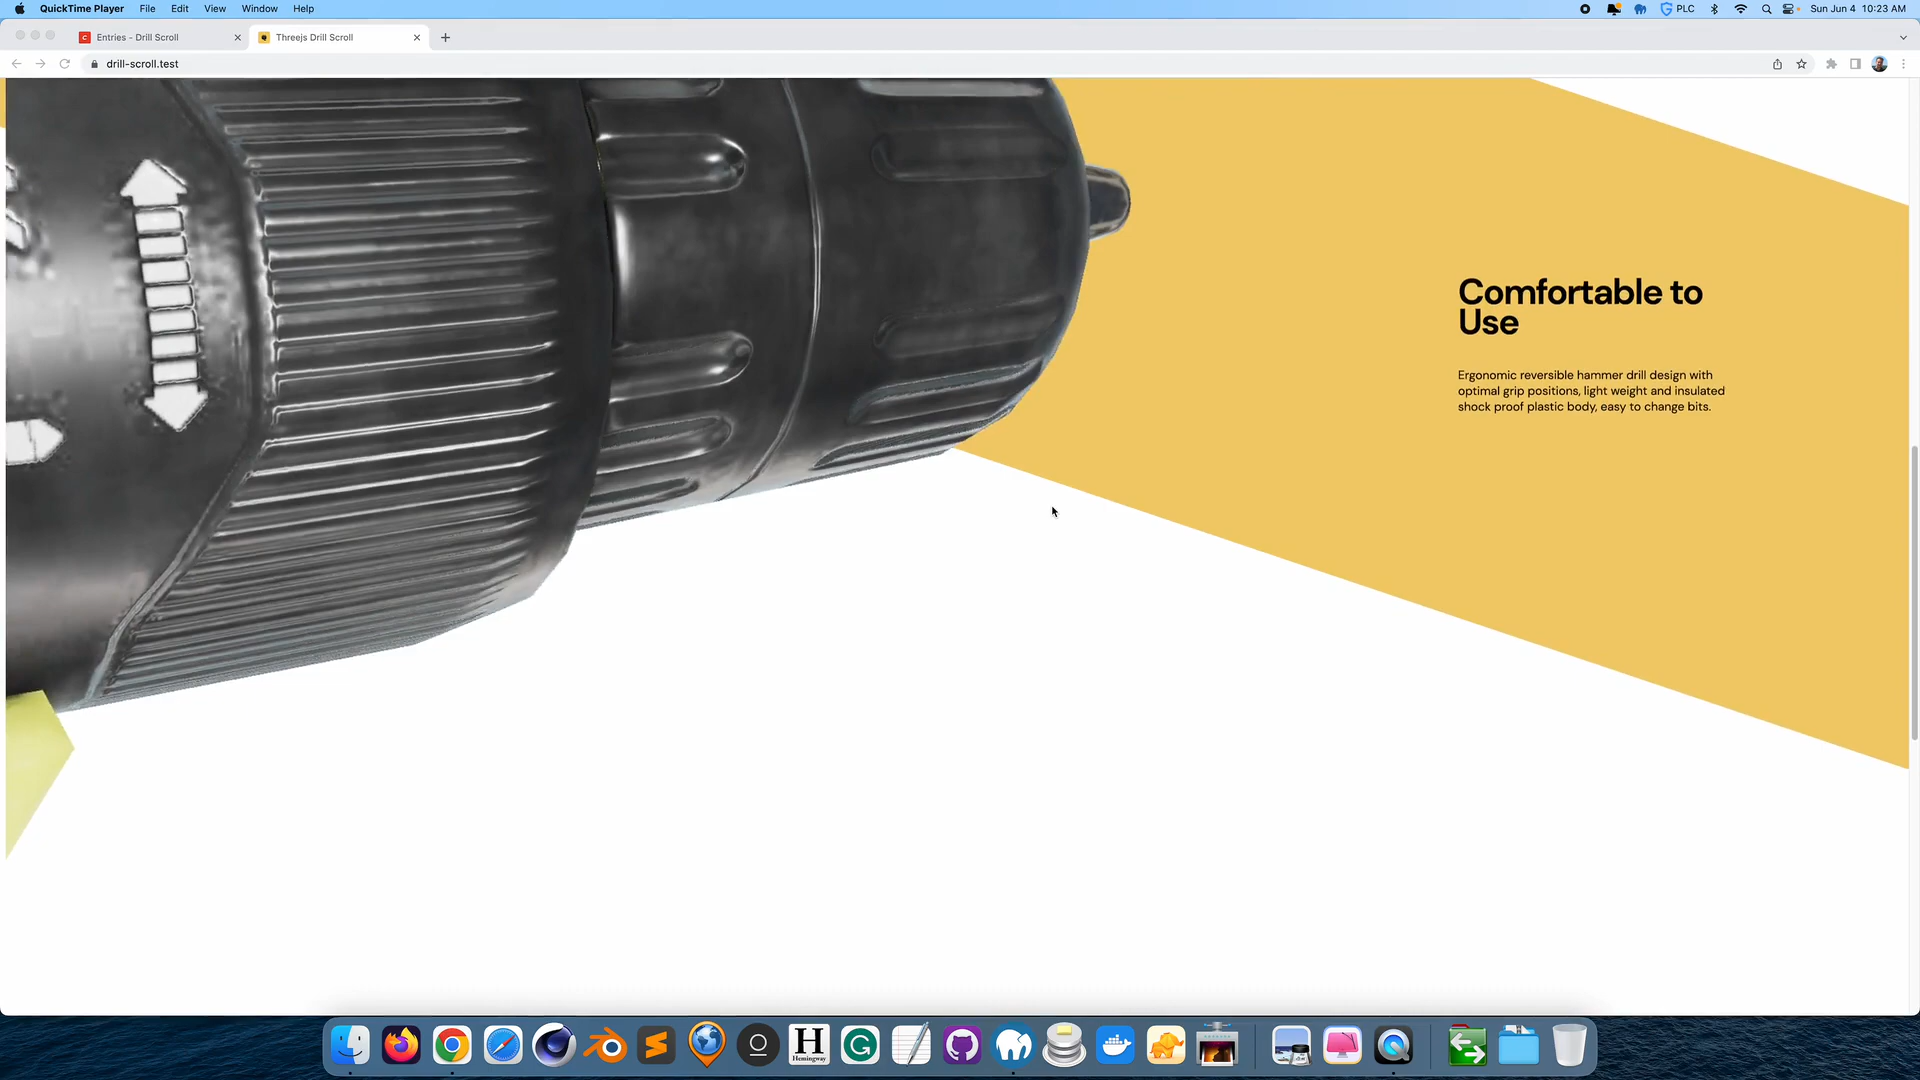 QuickTime Player File Edit View Window Help PLC Sun Jun 4 10:23 AM
Entries - Drill Scroll Threejs Drill Scroll
drill-scroll.test
Comfortable to
Use
Ergonomic reversible hammer drill design with
optimal grip positions, light weight and insulated
shock proof plastic body, easy to change bits.
H
Hemingway